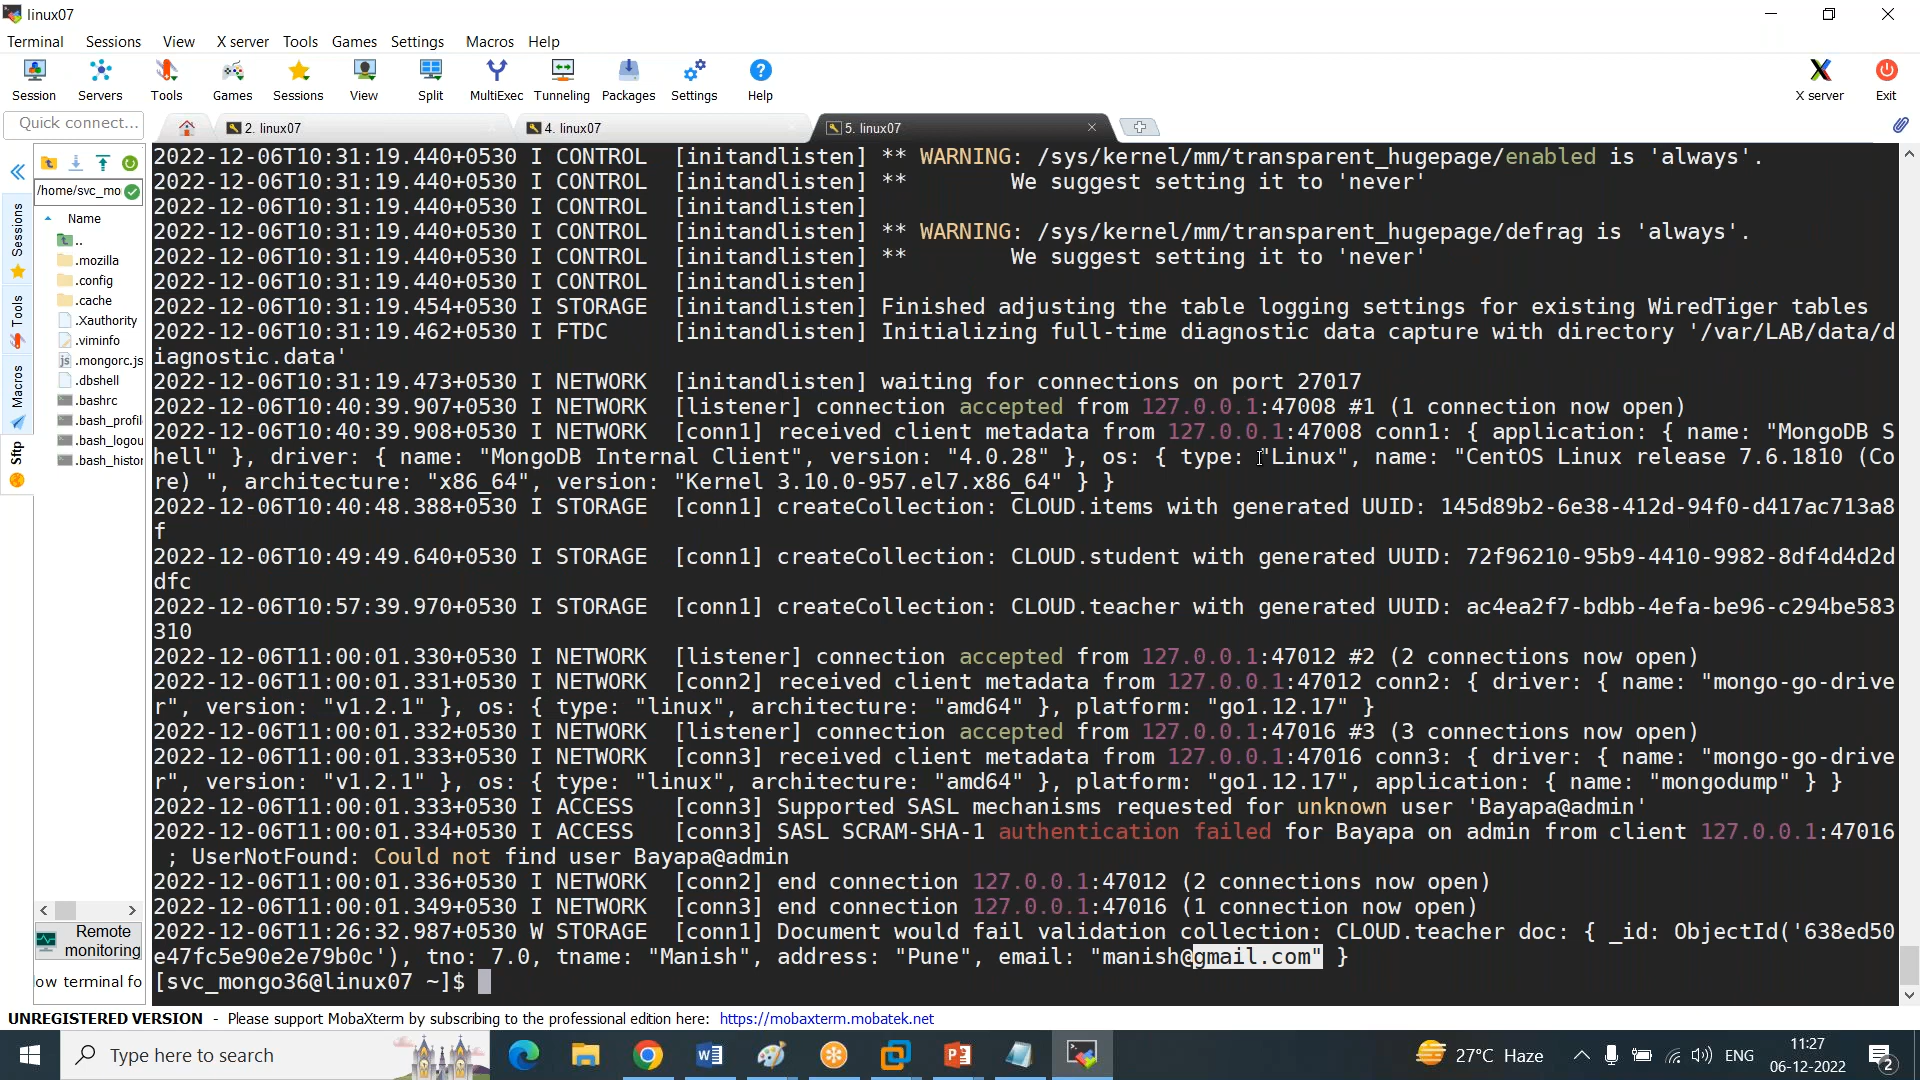 linux07
Terminal Sessions View X server Tools Games Settings Macros Help
Session Servers Tools Games Sessions View Split MultiExec Tunneling Packages Settings Help X server Exit
Quick connect... 2. linux07 4. linux07 5. linux07
/home/svc_mo
Name
..
.mozilla
.config
.cache
.Xauthority
.viminfo
.mongorc.js
.dbshell
.bashrc
.bash_profil
.bash_logou
.bash_histor
Sessions
Tools
Macros
Sftp
Remote
monitoring
ow terminal fo
2022-12-06T10:31:19.440+0530 I CONTROL  [initandlisten] ** WARNING: /sys/kernel/mm/transparent_hugepage/enabled is 'always'.
2022-12-06T10:31:19.440+0530 I CONTROL  [initandlisten] **        We suggest setting it to 'never'
2022-12-06T10:31:19.440+0530 I CONTROL  [initandlisten]
2022-12-06T10:31:19.440+0530 I CONTROL  [initandlisten] ** WARNING: /sys/kernel/mm/transparent_hugepage/defrag is 'always'.
2022-12-06T10:31:19.440+0530 I CONTROL  [initandlisten] **        We suggest setting it to 'never'
2022-12-06T10:31:19.440+0530 I CONTROL  [initandlisten]
2022-12-06T10:31:19.454+0530 I STORAGE  [initandlisten] Finished adjusting the table logging settings for existing WiredTiger tables
2022-12-06T10:31:19.462+0530 I FTDC     [initandlisten] Initializing full-time diagnostic data capture with directory '/var/LAB/data/d
iagnostic.data'
2022-12-06T10:31:19.473+0530 I NETWORK  [initandlisten] waiting for connections on port 27017
2022-12-06T10:40:39.907+0530 I NETWORK  [listener] connection accepted from 127.0.0.1:47008 #1 (1 connection now open)
2022-12-06T10:40:39.908+0530 I NETWORK  [conn1] received client metadata from 127.0.0.1:47008 conn1: { application: { name: "MongoDB S
hell" }, driver: { name: "MongoDB Internal Client", version: "4.0.28" }, os: { type: "Linux", name: "CentOS Linux release 7.6.1810 (Co
re) ", architecture: "x86_64", version: "Kernel 3.10.0-957.el7.x86_64" } }
2022-12-06T10:40:48.388+0530 I STORAGE  [conn1] createCollection: CLOUD.items with generated UUID: 145d89b2-6e38-412d-94f0-d417ac713a8
f
2022-12-06T10:49:49.640+0530 I STORAGE  [conn1] createCollection: CLOUD.student with generated UUID: 72f96210-95b9-4410-9982-8df4d4d2d
dfc
2022-12-06T10:57:39.970+0530 I STORAGE  [conn1] createCollection: CLOUD.teacher with generated UUID: ac4ea2f7-bdbb-4efa-be96-c294be583
310
2022-12-06T11:00:01.330+0530 I NETWORK  [listener] connection accepted from 127.0.0.1:47012 #2 (2 connections now open)
2022-12-06T11:00:01.331+0530 I NETWORK  [conn2] received client metadata from 127.0.0.1:47012 conn2: { driver: { name: "mongo-go-drive
r", version: "v1.2.1" }, os: { type: "linux", architecture: "amd64" }, platform: "go1.12.17" }
2022-12-06T11:00:01.332+0530 I NETWORK  [listener] connection accepted from 127.0.0.1:47016 #3 (3 connections now open)
2022-12-06T11:00:01.333+0530 I NETWORK  [conn3] received client metadata from 127.0.0.1:47016 conn3: { driver: { name: "mongo-go-drive
r", version: "v1.2.1" }, os: { type: "linux", architecture: "amd64" }, platform: "go1.12.17", application: { name: "mongodump" } }
2022-12-06T11:00:01.333+0530 I ACCESS   [conn3] Supported SASL mechanisms requested for unknown user 'Bayapa@admin'
2022-12-06T11:00:01.334+0530 I ACCESS   [conn3] SASL SCRAM-SHA-1 authentication failed for Bayapa on admin from client 127.0.0.1:47016
 ; UserNotFound: Could not find user Bayapa@admin
2022-12-06T11:00:01.336+0530 I NETWORK  [conn2] end connection 127.0.0.1:47012 (2 connections now open)
2022-12-06T11:00:01.349+0530 I NETWORK  [conn3] end connection 127.0.0.1:47016 (1 connection now open)
2022-12-06T11:26:32.987+0530 W STORAGE  [conn1] Document would fail validation collection: CLOUD.teacher doc: { _id: ObjectId('638ed50
e47fc5e90e2e79b0c'), tno: 7.0, tname: "Manish", address: "Pune", email: "manish@gmail.com" }
[svc_mongo36@linux07 ~]$
UNREGISTERED VERSION - Please support MobaXterm by subscribing to the professional edition here: https://mobaxterm.mobatek.net
Type here to search
27°C Haze
ENG
11:27
06-12-2022
2